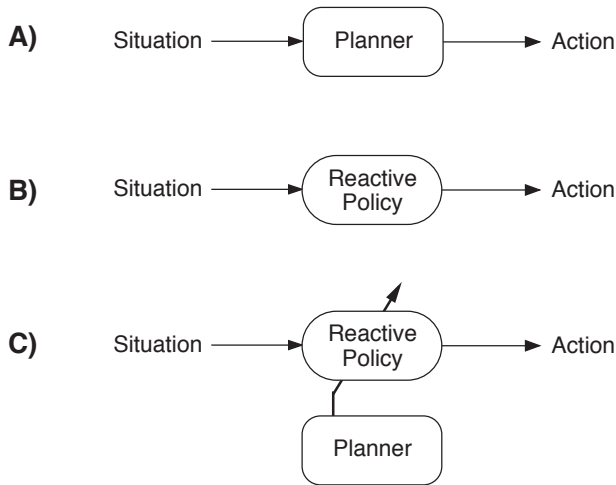 A) Situation Planner Action
B) Situation Reactive Policy Action
C) Situation Reactive Policy Action
Planner